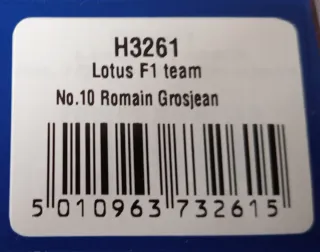 H3261
Lotus F1 team
No.10 Romain Grosjean
5 010963 732615